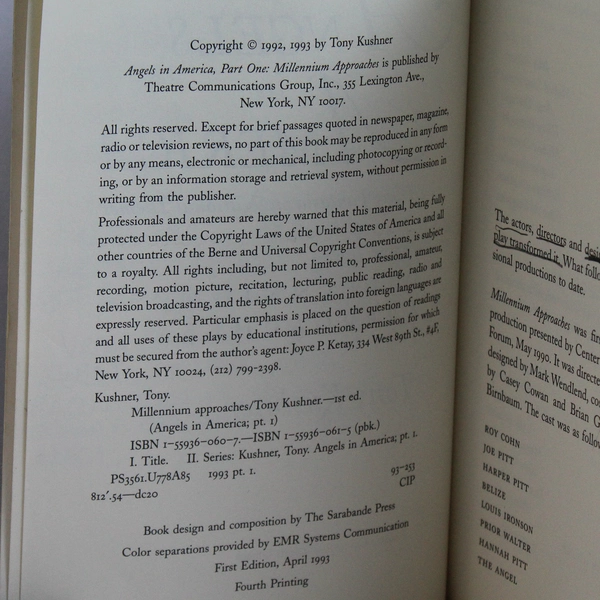 Copyright © 1992, 1993 by Tony Kushner
Angels in America, Part One: Millennium Approaches is published by
Theatre Communications Group, Inc., 355 Lexington Ave.,
New York, NY 10017.
All rights reserved. Except for brief passages quoted in newspaper, magazine,
radio or television reviews, no part of this book may be reproduced in any form
or by any means, electronic or mechanical, including photocopying or record-
ing, or by an information storage and retrieval system, without permission in
writing from the publisher.
Professionals and amateurs are hereby warned that this material, being fully
protected under the Copyright Laws of the United States of America and all
other countries of the Berne and Universal Copyright Conventions, is subject
to a royalty. All rights including, but not limited to, professional, amateur,
recording, motion picture, recitation, lecturing, public reading, radio and
television broadcasting, and the rights of translation into foreign languages are
expressly reserved. Particular emphasis is placed on the question of readings
and all uses of these plays by educational institutions, permission for which
must be secured from the author's agent: Joyce P. Ketay, 334 West 89th St., #4F,
New York, NY 10024, (212) 799-2398.
Kushner, Tony.
Millennium approaches/Tony Kushner.—1st ed.
(Angels in America; pt. 1)
ISBN 1-55936-060-7.—ISBN 1-55936-061-5 (pbk.)
I. Title. II. Series: Kushner, Tony. Angels in America; pt. 1.
PS3561.U778A85 1993 pt. 1.
812'.54—dc20 93-253
CIP
Book design and composition by The Sarabande Press
Color separations provided by EMR Systems Communication
First Edition, April 1993
Fourth Printing
The actors, directors and
play transformed it. What
sional productions to date.
Millennium Approaches was
production presented by Center
Forum, May 1990. It was directed
designed by Mark Wendlend,
by Casey Cowan and Brian
Birnbaum. The cast was as
ROY COHN
JOE PITT
HARPER PITT
BELIZE
LOUIS IRONSON
PRIOR WALTER
HANNAH PITT
THE ANGEL